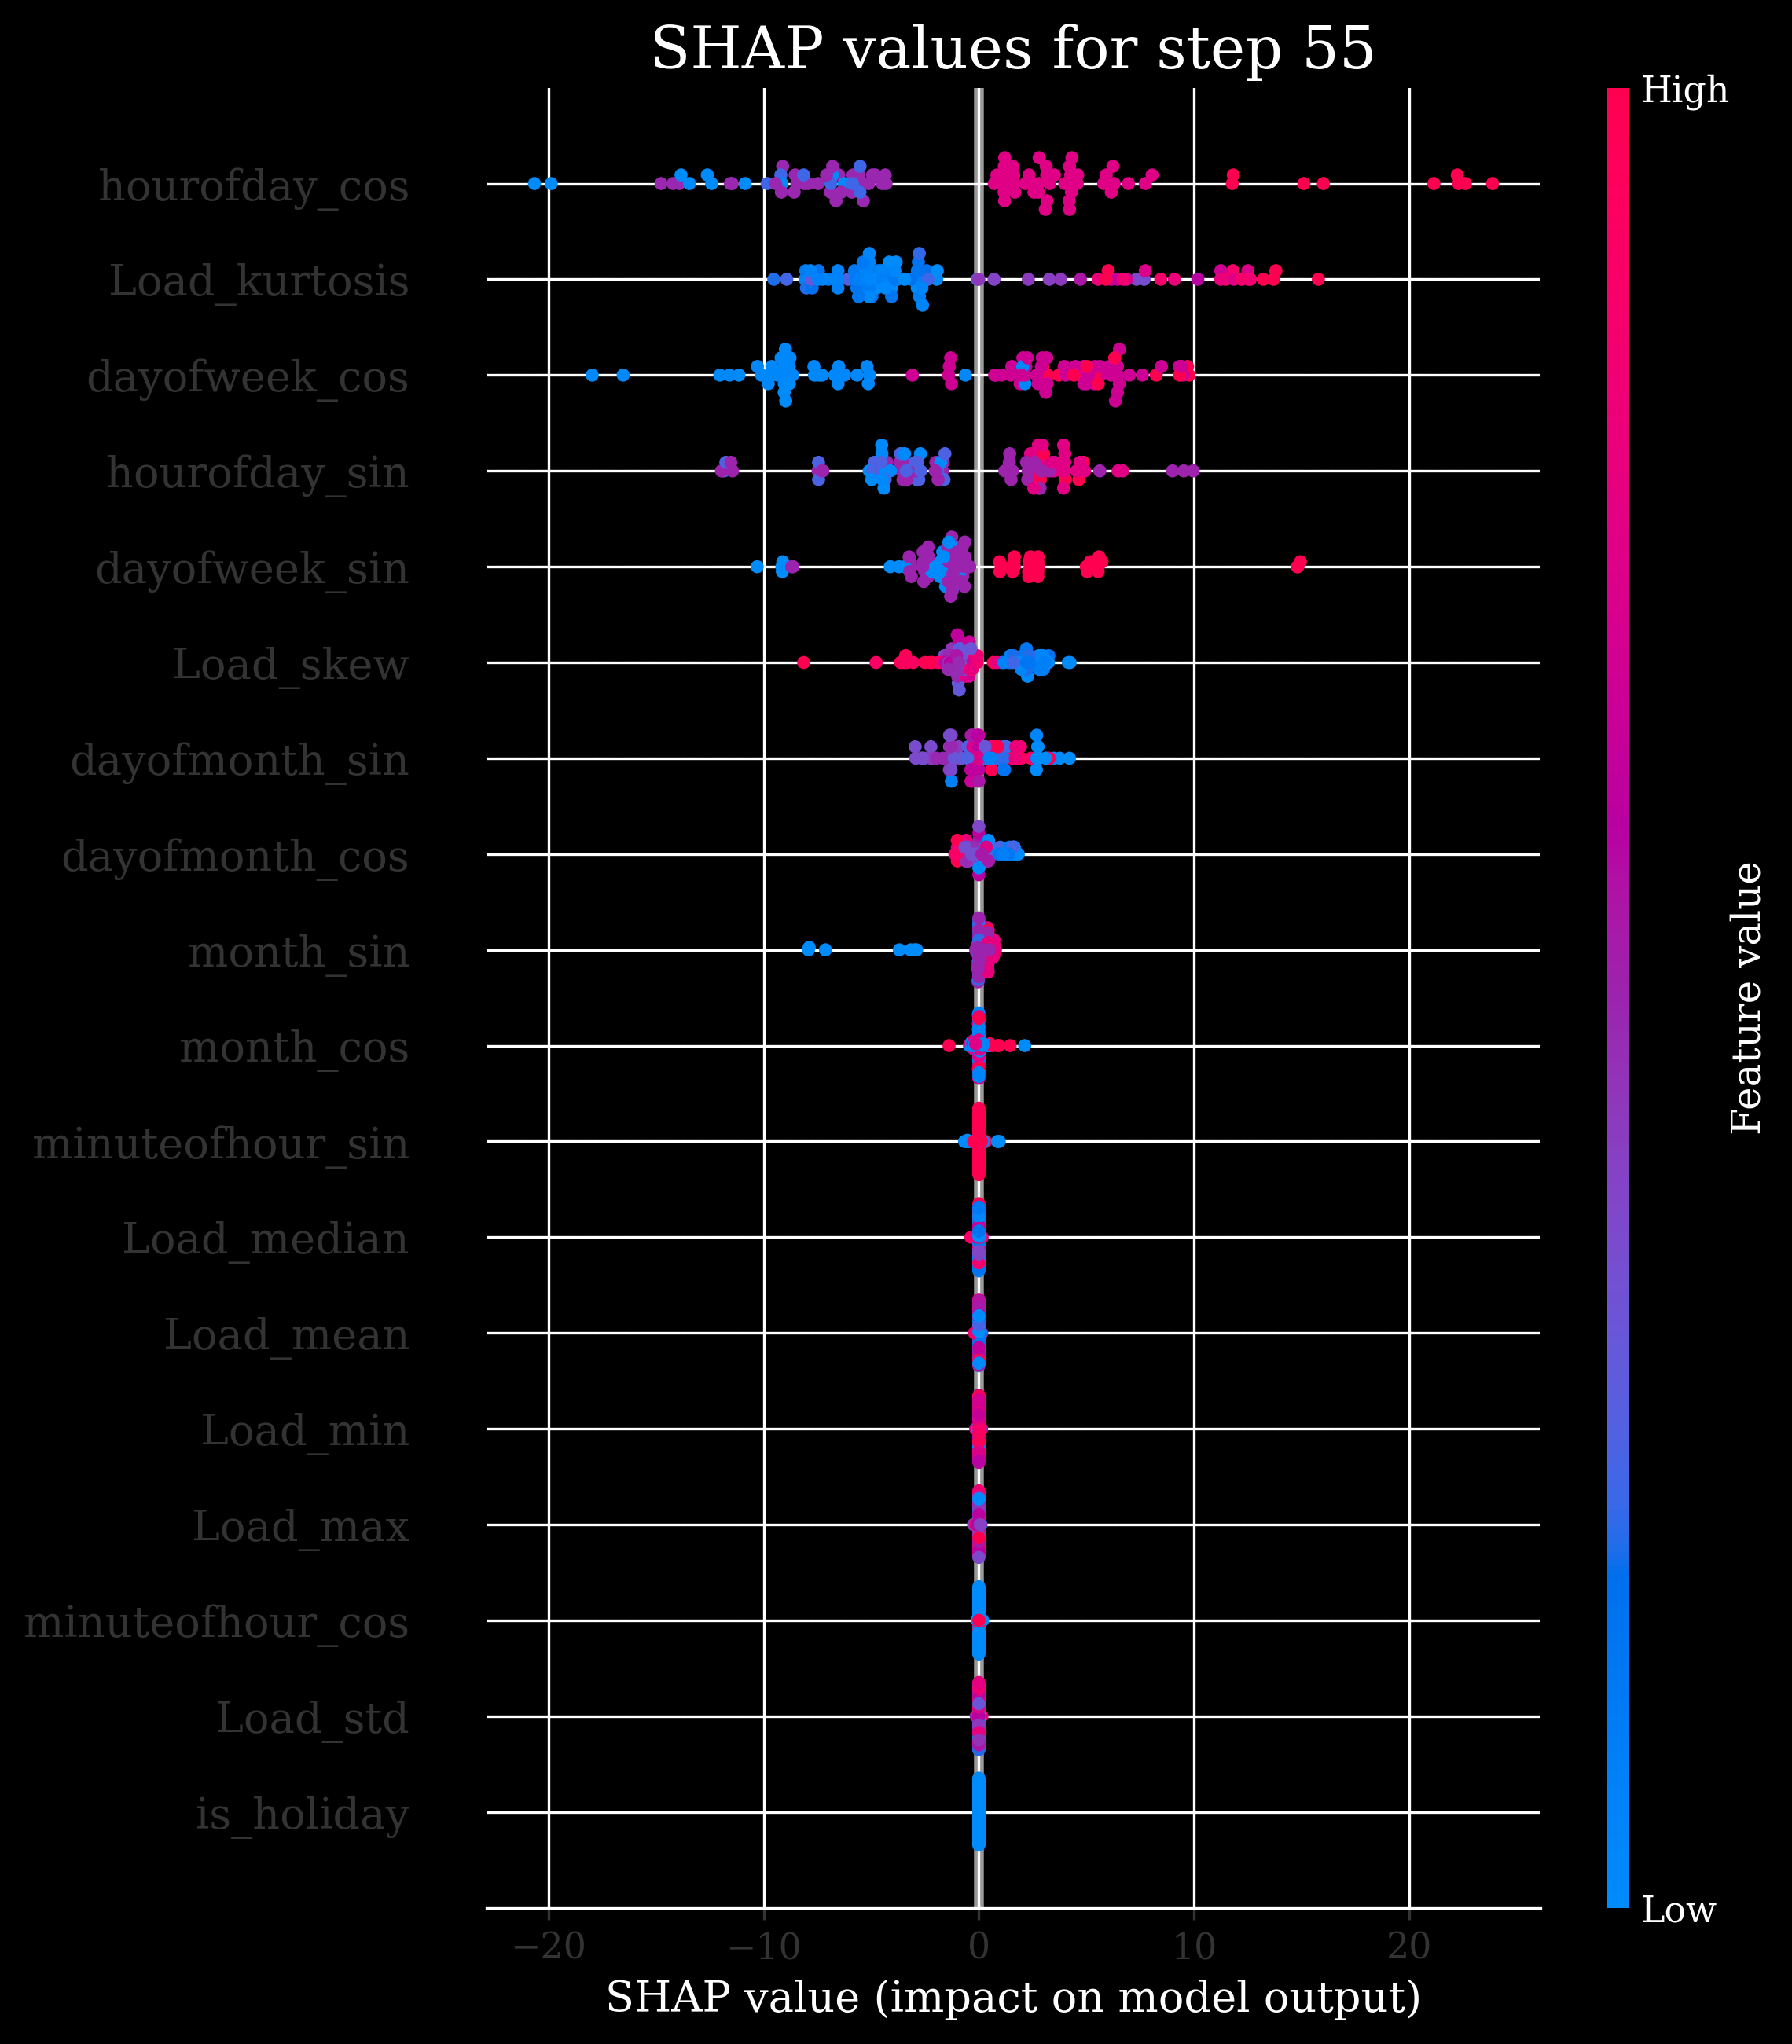 SHAP values for step 55
High
hourofday_cos
Load_kurtosis
dayofweek_cos
hourofday_sin
dayofweek_sin
Load_skew
dayofmonth_sin
dayofmonth_cos
month_sin
month_cos
minuteofhour_sin
Load_median
Load_mean
Load_min
Load_max
minuteofhour_cos
Load_std
is_holiday
Feature value
Low
−20 −10 0 10 20
SHAP value (impact on model output)